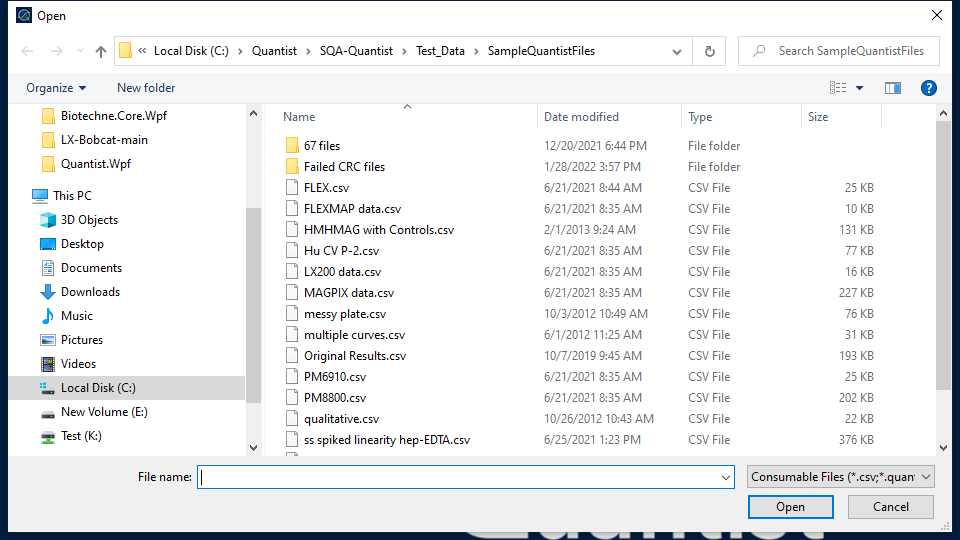 Open
« Local Disk (C:) > Quantist > SQA-Quantist > Test_Data > SampleQuantistFiles
Search SampleQuantistFiles
Organize
New folder
Biotechne.Core.Wpf
LX-Bobcat-main
Quantist.Wpf
This PC
3D Objects
Desktop
Documents
Downloads
Music
Pictures
Videos
Local Disk (C:)
New Volume (E:)
Test (K:)
Name Date modified Type Size
67 files 12/20/2021 6:44 PM File folder
Failed CRC files 1/28/2022 3:57 PM File folder
FLEX.csv 6/21/2021 8:44 AM CSV File 25 KB
FLEXMAP data.csv 6/21/2021 8:35 AM CSV File 10 KB
HMHMAG with Controls.csv 2/1/2013 9:24 AM CSV File 131 KB
Hu CV P-2.csv 6/21/2021 8:35 AM CSV File 77 KB
LX200 data.csv 6/21/2021 8:35 AM CSV File 16 KB
MAGPIX data.csv 6/21/2021 8:35 AM CSV File 227 KB
messy plate.csv 10/3/2012 10:49 AM CSV File 76 KB
multiple curves.csv 6/1/2012 11:25 AM CSV File 31 KB
Original Results.csv 10/7/2019 9:45 AM CSV File 193 KB
PM6910.csv 6/21/2021 8:35 AM CSV File 25 KB
PM8800.csv 6/21/2021 8:35 AM CSV File 202 KB
qualitative.csv 10/26/2012 10:43 AM CSV File 22 KB
ss spiked linearity hep-EDTA.csv 6/25/2021 1:23 PM CSV File 376 KB
File name:
Consumable Files (*.csv;*.quan
Open
Cancel